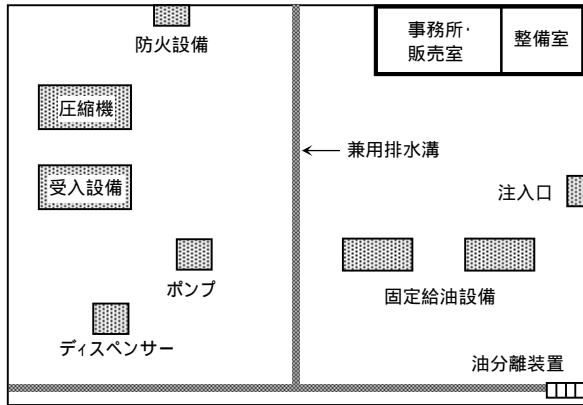 防火設備
事務所・
販売室
整備室
圧縮機
兼用排水溝
受入設備
注入口
ポンプ
固定給油設備
ディスペンサー
油分離装置